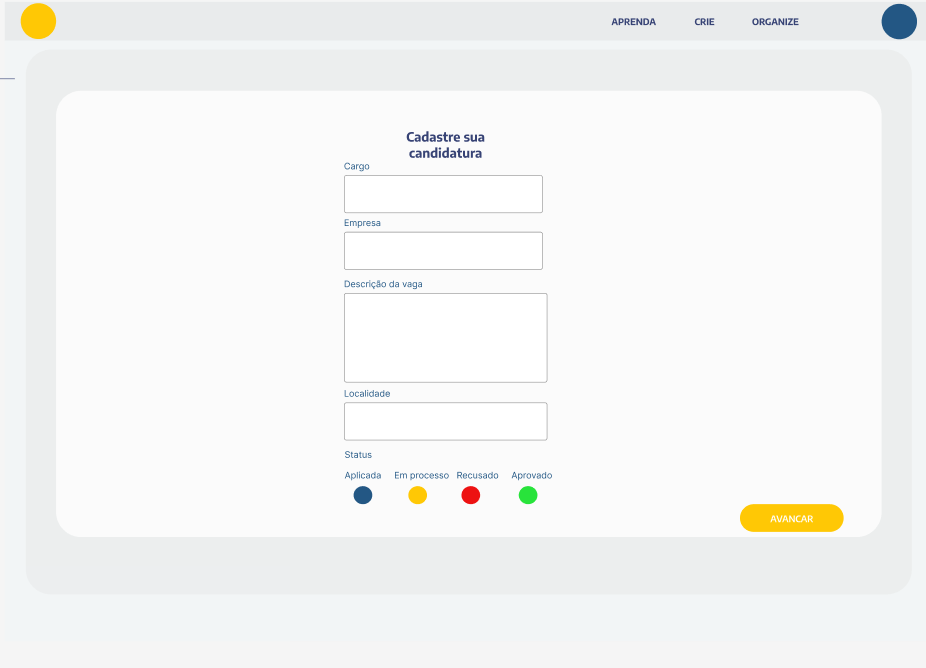 APRENDA CRIE ORGANIZE
Cadastre sua
candidatura
Cargo
Empresa
Descrição da vaga
Localidade
Status
Aplicada Em processo Recusado Aprovado
AVANCAR